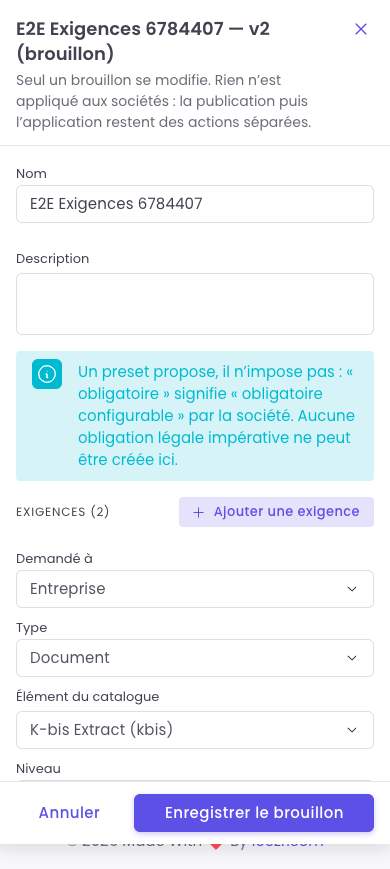 E2E Exigences 6784407 — v2
(brouillon)
Seul un brouillon se modifie. Rien n’est
appliqué aux sociétés : la publication puis
l’application restent des actions séparées.
Nom
E2E Exigences 6784407
Description
Un preset propose, il n’impose pas : «
obligatoire » signifie « obligatoire
configurable » par la société. Aucune
obligation légale impérative ne peut
être créée ici.
EXIGENCES (2)
Ajouter une exigence
Demandé à
Entreprise
Type
Document
Élément du catalogue
K-bis Extract (kbis)
Niveau
Annuler
Enregistrer le brouillon